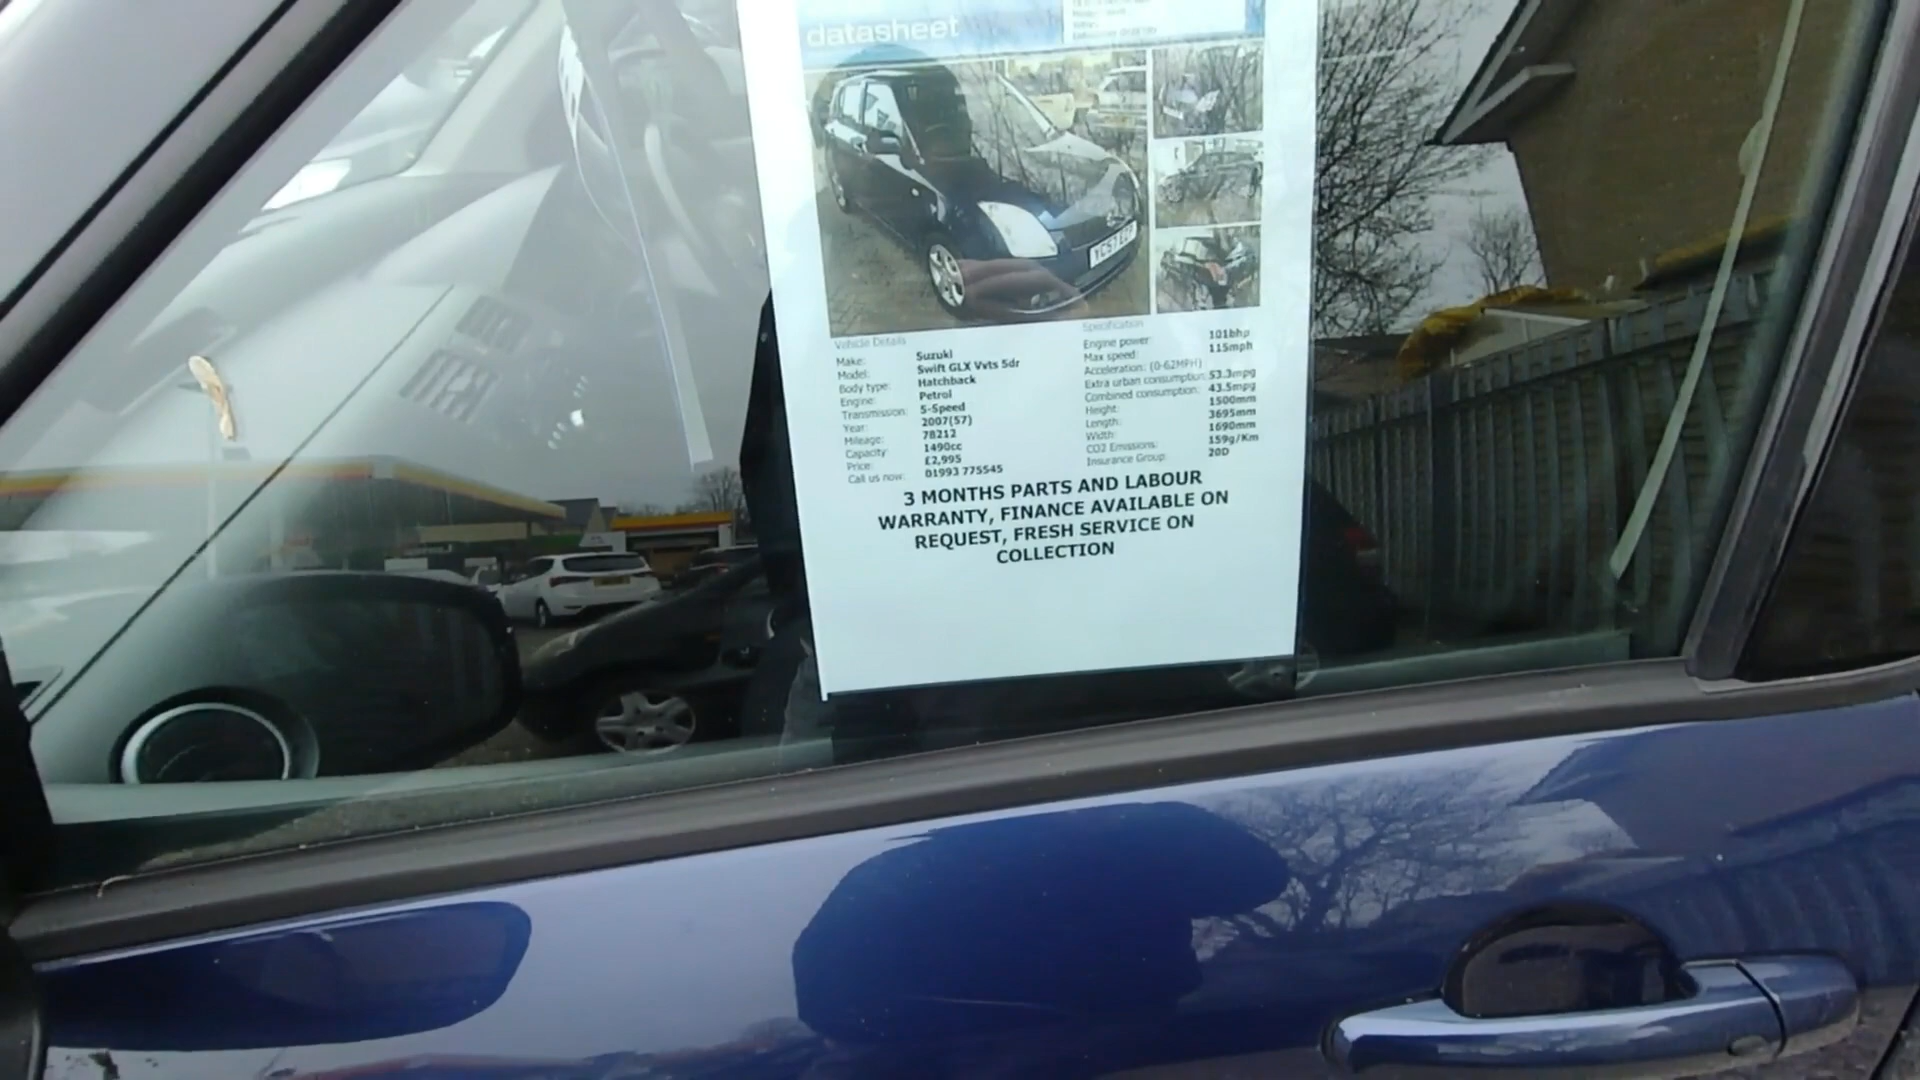 datasheet
YC57 EZP
Vehicle Details
Make: Suzuki
Model: Swift GLX Vvts 5dr
Body type: Hatchback
Engine: Petrol
Transmission: 5-Speed
Year: 2007(57)
Mileage: 78212
Capacity: 1490cc
Price: £2,995
Call us now: 01993 775545
Specification
Engine power: 101bhp
Max speed: 115mph
Acceleration: (0-62MPH)
Extra urban consumption: 53.3mpg
Combined consumption: 43.5mpg
Height: 1500mm
Length: 3695mm
Width: 1690mm
CO2 Emissions: 159g/Km
Insurance Group: 20D
3 MONTHS PARTS AND LABOUR
WARRANTY, FINANCE AVAILABLE ON
REQUEST, FRESH SERVICE ON
COLLECTION